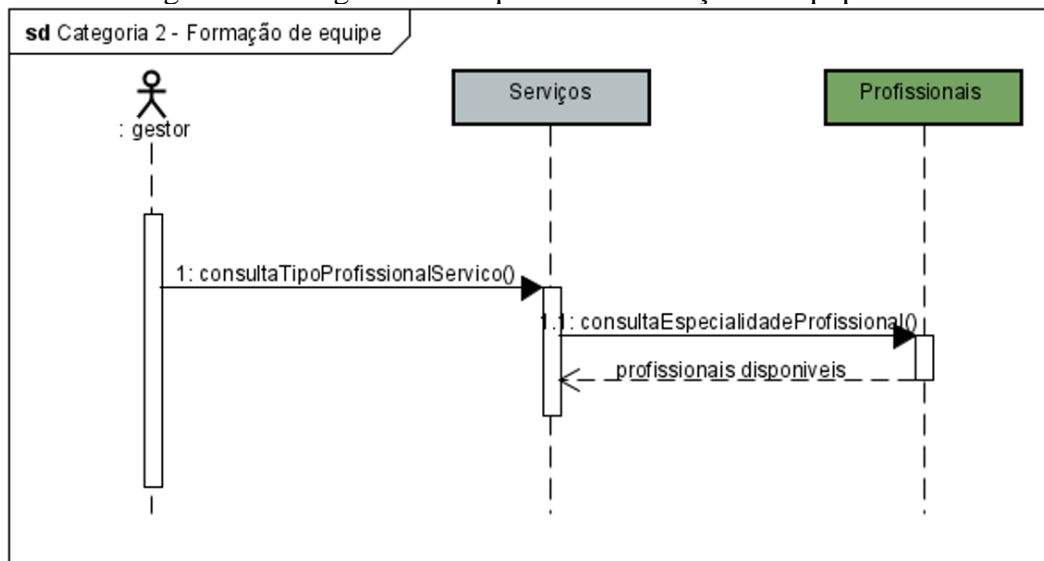 sd Categoria 2 - Formação de equipe
: gestor
Serviços
Profissionais
1: consultaTipoProfissionalServico()
1.1: consultaEspecialidadeProfissional()
profissionais disponiveis